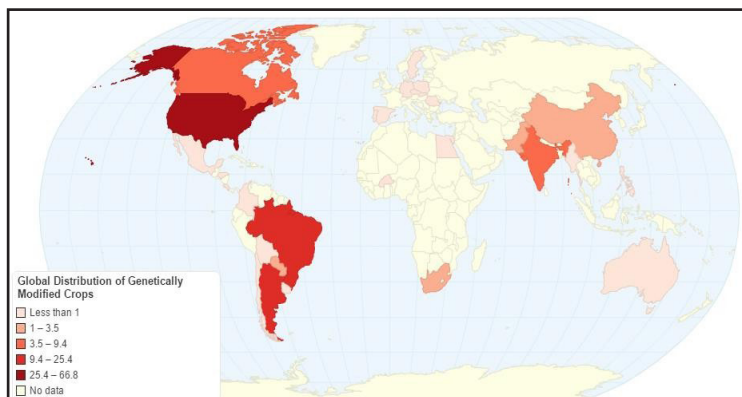 Global Distribution of Genetically
Modified Crops
Less than 1
1 – 3.5
3.5 – 9.4
9.4 – 25.4
25.4 – 66.8
No data